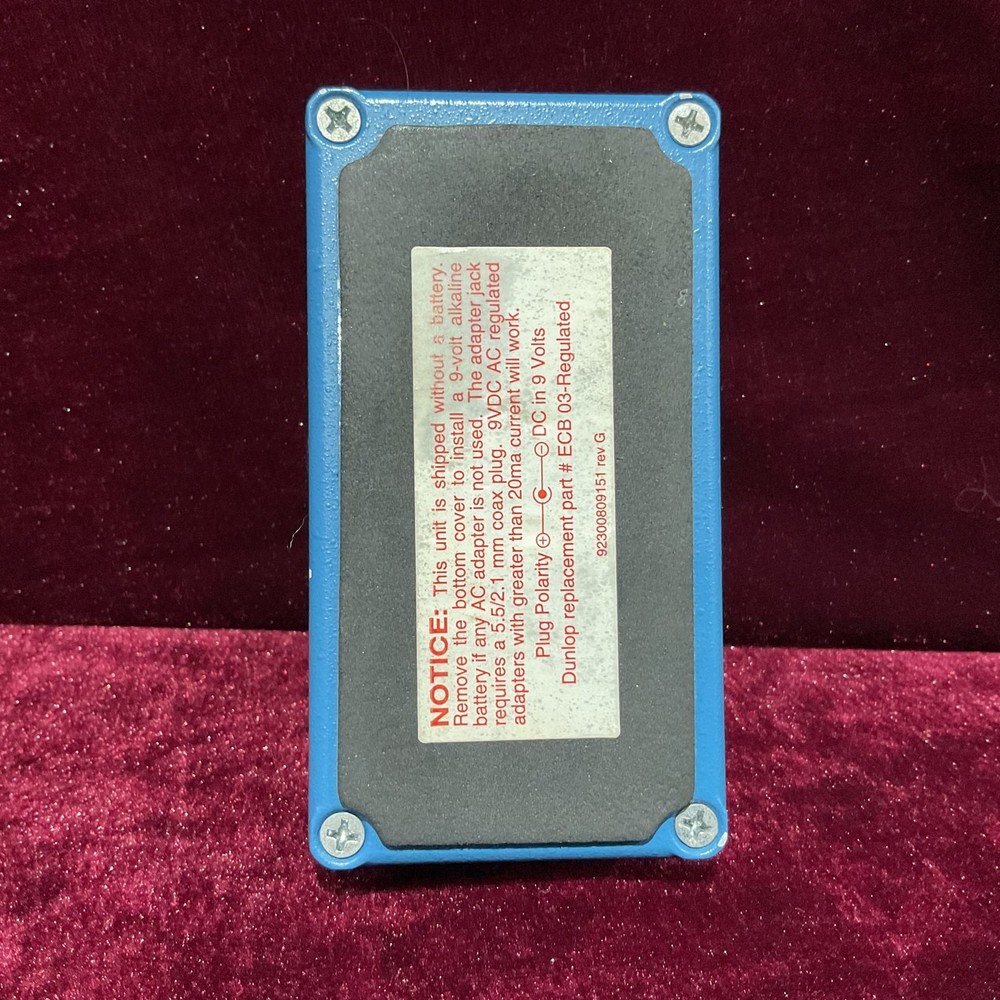 NOTICE: This unit is shipped without a battery.
Remove the bottom cover to install a 9-volt alkaline
battery if any AC adapter is not used. The adapter jack
requires a 5.5/2.1 mm coax plug. 9VDC AC regulated
adapters with greater than 20ma current will work.
Plug Polarity + - DC in 9 Volts
Dunlop replacement part # ECB 03-Regulated
92300809151 rev G